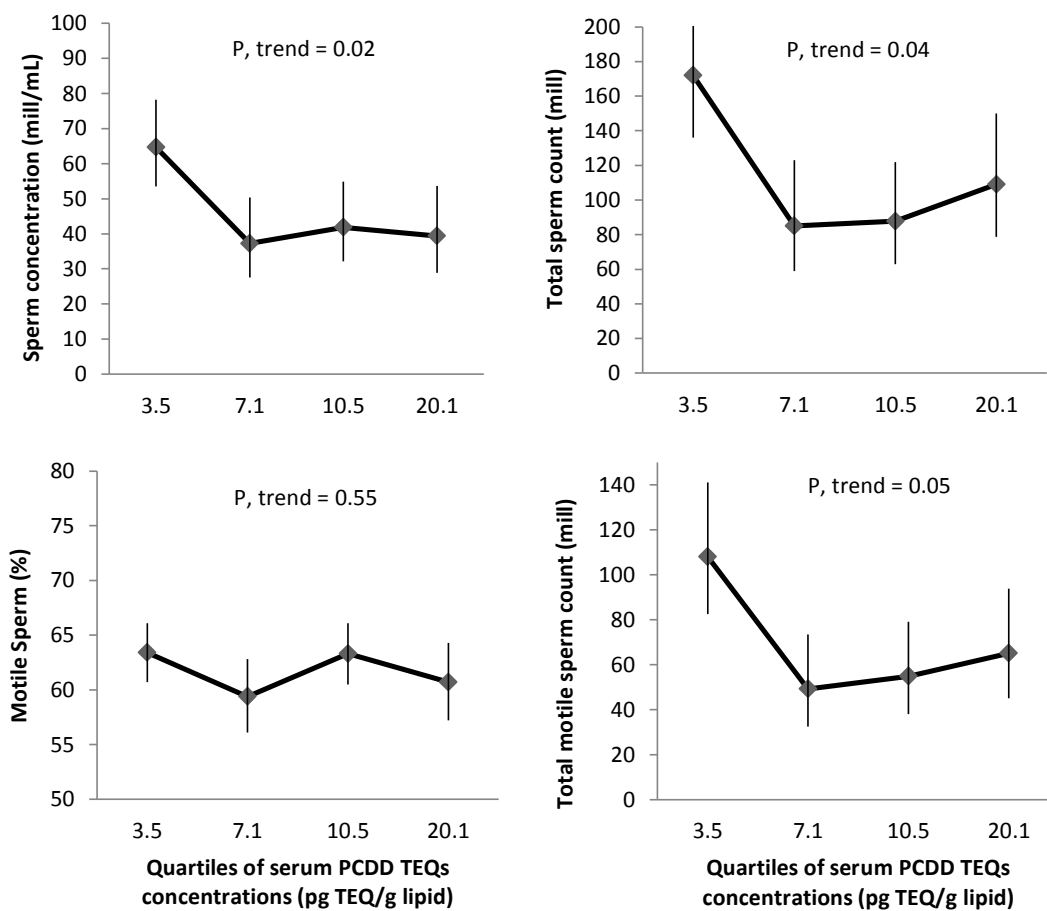 Sperm concentration (mill/mL)
100
90
80
70
60
50
40
30
20
10
0
P, trend = 0.02
3.5 7.1 10.5 20.1
Total sperm count (mill)
200
180
160
140
120
100
80
60
40
20
0
P, trend = 0.04
3.5 7.1 10.5 20.1
Motile Sperm (%)
80
75
70
65
60
55
50
P, trend = 0.55
3.5 7.1 10.5 20.1
Quartiles of serum PCDD TEQs
concentrations (pg TEQ/g lipid)
Total motile sperm count (mill)
140
120
100
80
60
40
20
0
P, trend = 0.05
3.5 7.1 10.5 20.1
Quartiles of serum PCDD TEQs
concentrations (pg TEQ/g lipid)